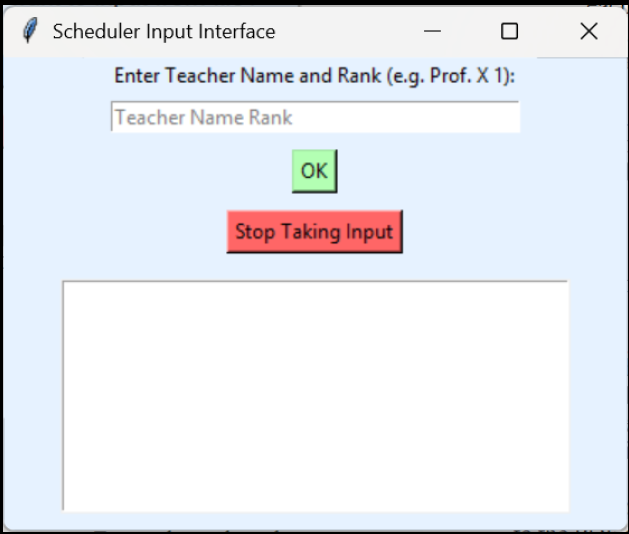 Scheduler Input Interface
Enter Teacher Name and Rank (e.g. Prof. X 1):
Teacher Name Rank
OK
Stop Taking Input